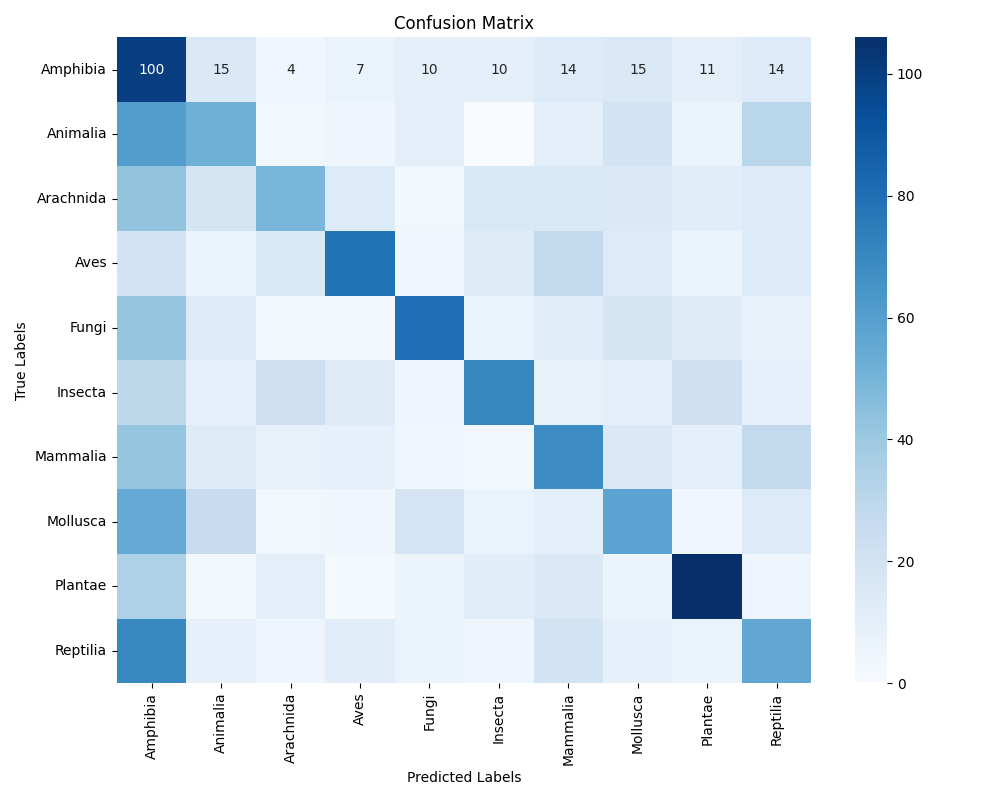 Confusion Matrix
Amphibia 100 15 4 7 10 10 14 15 11 14
Animalia
Arachnida
Aves
Fungi
Insecta
Mammalia
Mollusca
Plantae
Reptilia
True Labels
Amphibia Animalia Arachnida Aves Fungi Insecta Mammalia Mollusca Plantae Reptilia
Predicted Labels
100
80
60
40
20
0